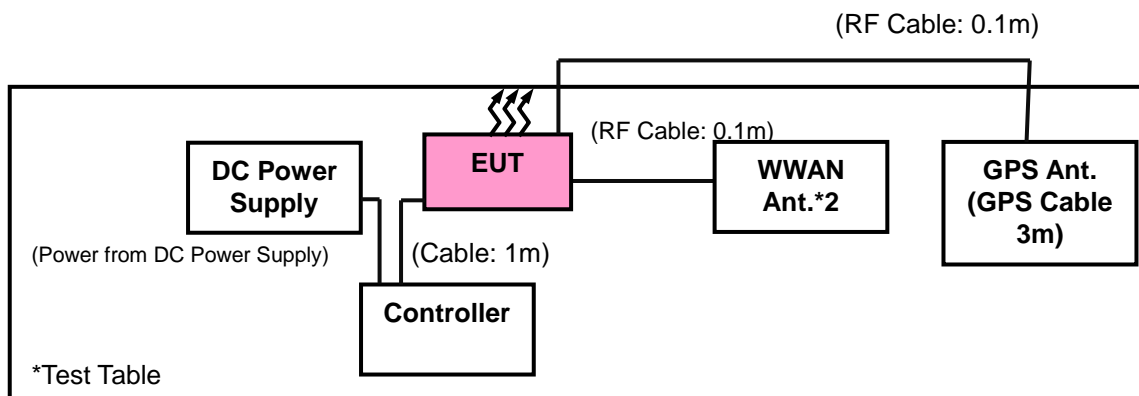 (RF Cable: 0.1m)
(RF Cable: 0.1m)
EUT
DC Power
Supply
WWAN
Ant.*2
GPS Ant.
(GPS Cable
3m)
(Power from DC Power Supply)
(Cable: 1m)
Controller
*Test Table